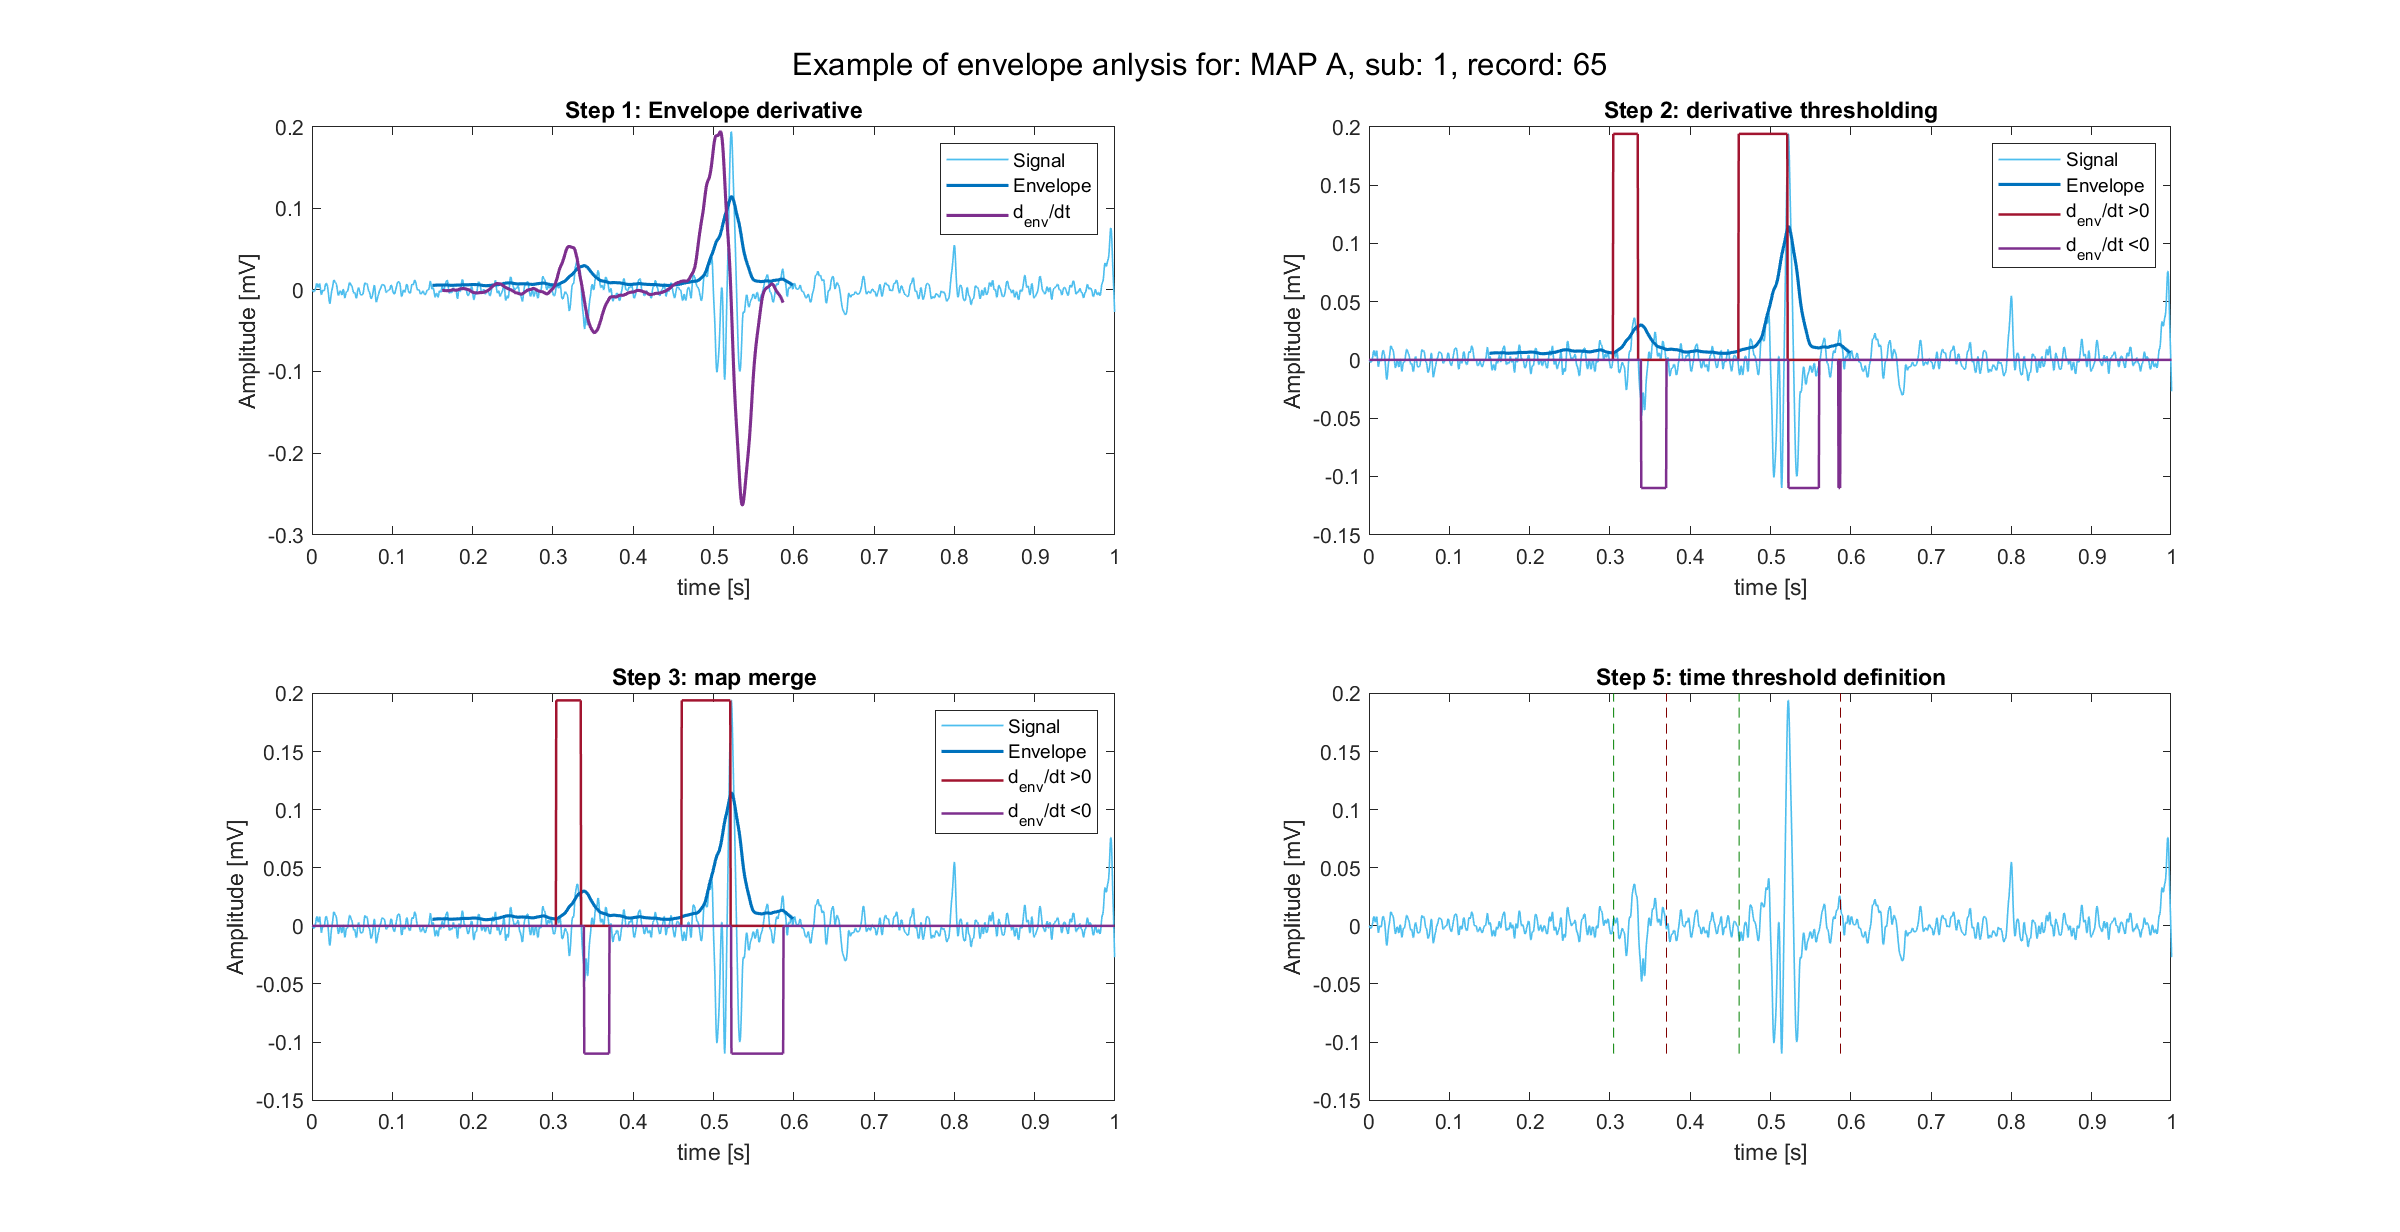 Example of envelope anlysis for: MAP A, sub: 1, record: 65
Step 1: Envelope derivative
0.2
0.1
0
-0.1
-0.2
-0.3
Amplitude [mV]
0 0.1 0.2 0.3 0.4 0.5 0.6 0.7 0.8 0.9 1
time [s]
Signal
Envelope
d_env/dt
Step 2: derivative thresholding
0.2
0.15
0.1
0.05
0
-0.05
-0.1
-0.15
Amplitude [mV]
0 0.1 0.2 0.3 0.4 0.5 0.6 0.7 0.8 0.9 1
time [s]
Signal
Envelope
d_env/dt >0
d_env/dt <0
Step 3: map merge
0.2
0.15
0.1
0.05
0
-0.05
-0.1
-0.15
Amplitude [mV]
0 0.1 0.2 0.3 0.4 0.5 0.6 0.7 0.8 0.9 1
time [s]
Signal
Envelope
d_env/dt >0
d_env/dt <0
Step 5: time threshold definition
0.2
0.15
0.1
0.05
0
-0.05
-0.1
-0.15
Amplitude [mV]
0 0.1 0.2 0.3 0.4 0.5 0.6 0.7 0.8 0.9 1
time [s]